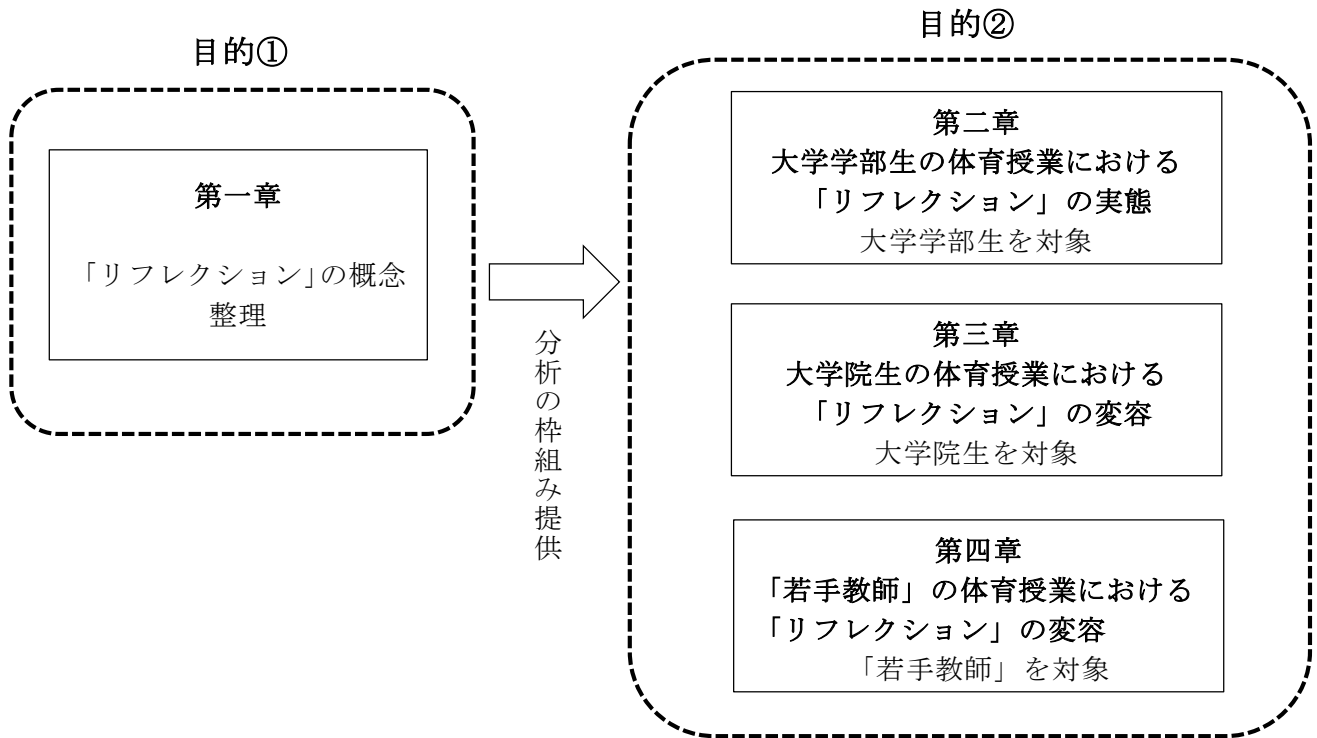 目的①
第一章
「リフレクション」の概念
整理
分析の枠組み提供
目的②
第二章
大学学部生の体育授業における
「リフレクション」の実態
大学学部生を対象
第三章
大学院生の体育授業における
「リフレクション」の変容
大学院生を対象
第四章
「若手教師」の体育授業における
「リフレクション」の変容
「若手教師」を対象